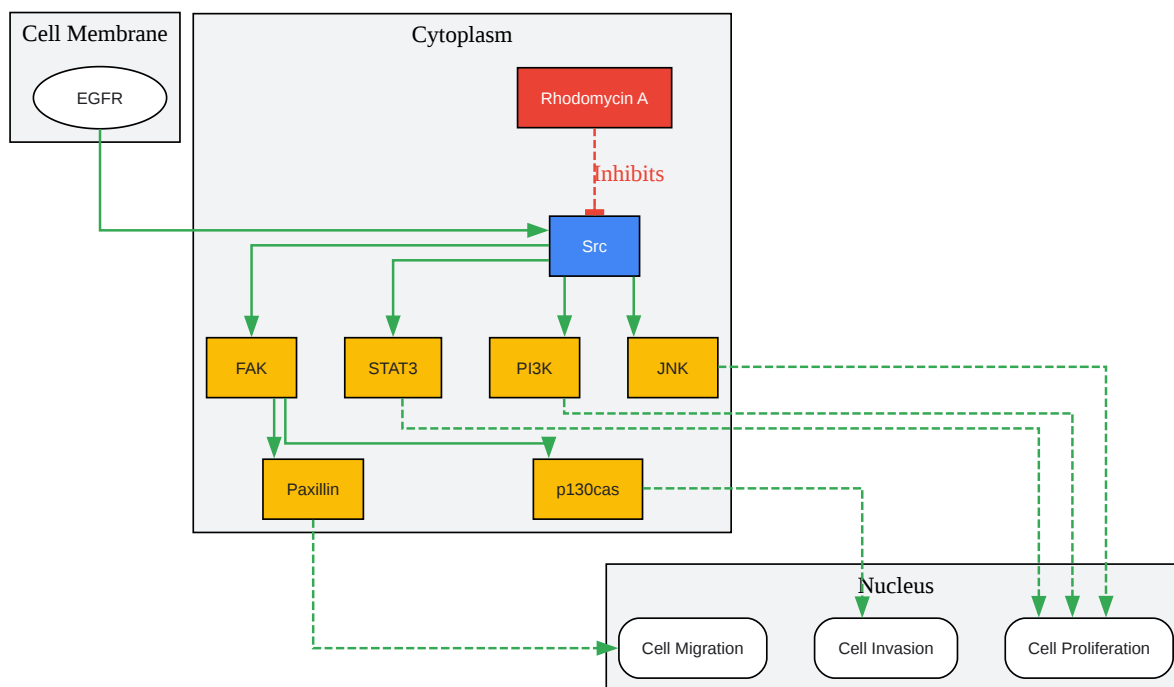 Cell Membrane
Cytoplasm
EGFR
Rhodomycin A
Inhibits
Src
FAK
STAT3
PI3K
JNK
Paxillin
p130cas
Nucleus
Cell Migration
Cell Invasion
Cell Proliferation